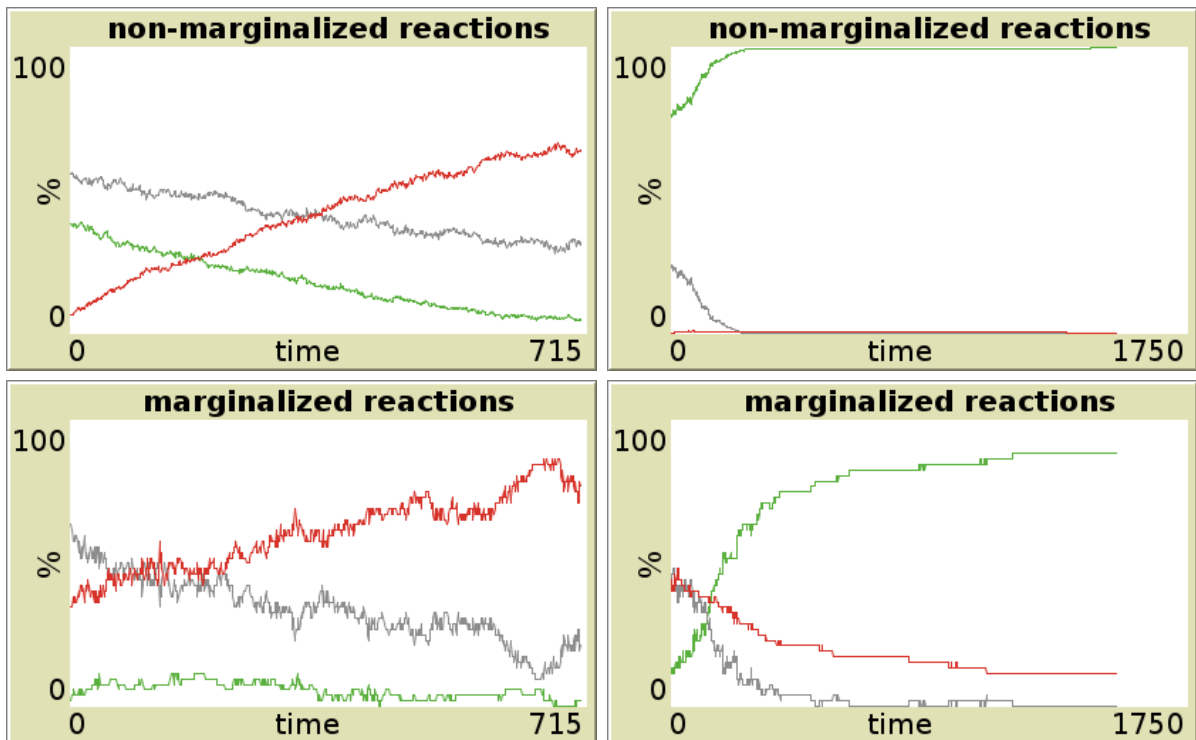 non-marginalized reactions
100
%
0
0 time 715
non-marginalized reactions
100
%
0
0 time 1750
marginalized reactions
100
%
0
0 time 715
marginalized reactions
100
%
0
0 time 1750